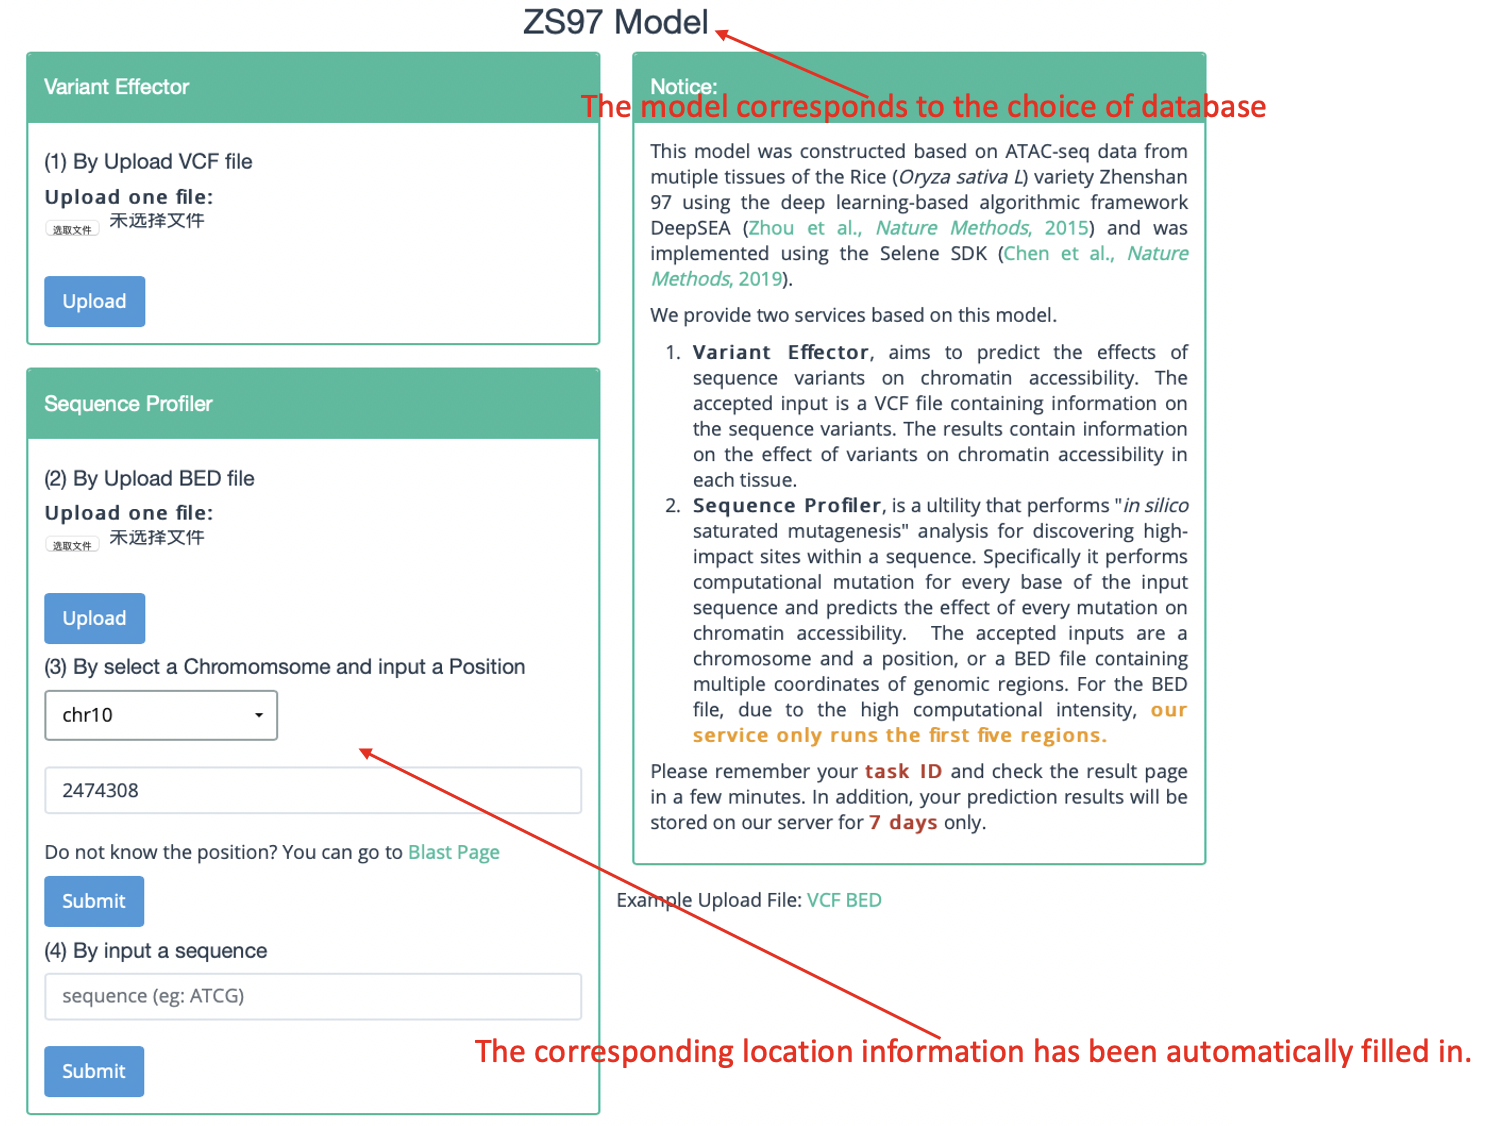 ZS97 Model
Variant Effector
(1) By Upload VCF file
Upload one file:
选取文件 未选择文件
Upload
Sequence Profiler
(2) By Upload BED file
Upload one file:
选取文件 未选择文件
Upload
(3) By select a Chromomsome and input a Position
chr10
2474308
Do not know the position? You can go to Blast Page
Submit
(4) By input a sequence
sequence (eg: ATCG)
Submit
Notice:
The model corresponds to the choice of database
This model was constructed based on ATAC-seq data from
mutiple tissues of the Rice (Oryza sativa L) variety Zhenshan
97 using the deep learning-based algorithmic framework
DeepSEA (Zhou et al., Nature Methods, 2015) and was
implemented using the Selene SDK (Chen et al., Nature
Methods, 2019).
We provide two services based on this model.
1. Variant Effector, aims to predict the effects of
sequence variants on chromatin accessibility. The
accepted input is a VCF file containing information on
the sequence variants. The results contain information
on the effect of variants on chromatin accessibility in
each tissue.
2. Sequence Profiler, is a ultility that performs "in silico
saturated mutagenesis" analysis for discovering high-
impact sites within a sequence. Specifically it performs
computational mutation for every base of the input
sequence and predicts the effect of every mutation on
chromatin accessibility. The accepted inputs are a
chromosome and a position, or a BED file containing
multiple coordinates of genomic regions. For the BED
file, due to the high computational intensity, our
service only runs the first five regions.
Please remember your task ID and check the result page
in a few minutes. In addition, your prediction results will be
stored on our server for 7 days only.
Example Upload File: VCF BED
The corresponding location information has been automatically filled in.